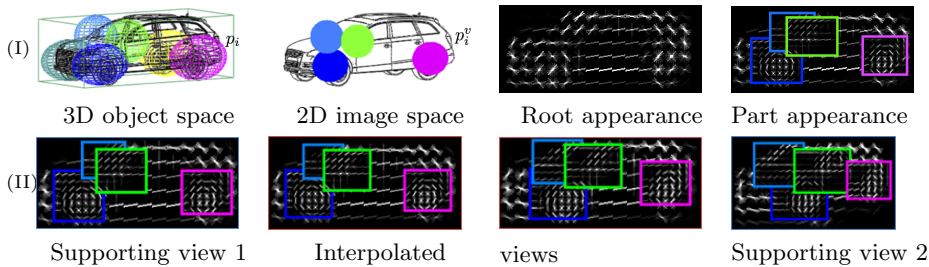 (I)
p_i
p_i^v
3D object space
2D image space
Root appearance
Part appearance
(II)
Supporting view 1
Interpolated
views
Supporting view 2